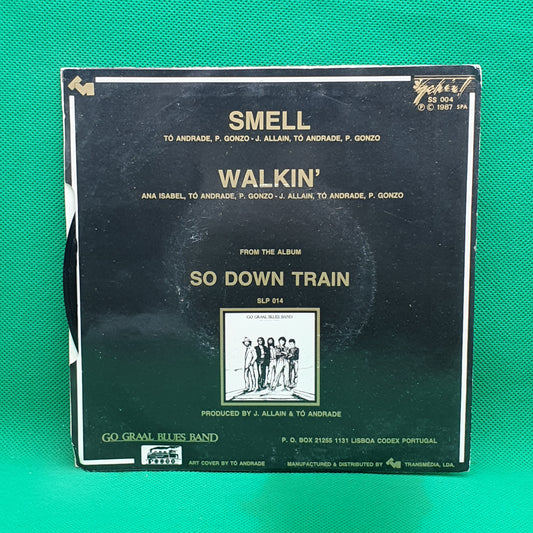 SS 004
Ⓟ © 1987 SPA
SMELL
TÓ ANDRADE, P. GONZO - J. ALLAIN, TÓ ANDRADE, P. GONZO
WALKIN'
ANA ISABEL, TÓ ANDRADE, P. GONZO - J. ALLAIN, TÓ ANDRADE, P. GONZO
FROM THE ALBUM
SO DOWN TRAIN
SLP 014
GO GRAAL BLUES BAND
PRODUCED BY J. ALLAIN & TÓ ANDRADE
GO GRAAL BLUES BAND
P. O. BOX 21255 1131 LISBOA CODEX PORTUGAL
ART COVER BY TÓ ANDRADE
MANUFACTURED & DISTRIBUTED BY TRANSMÉDIA, LDA.